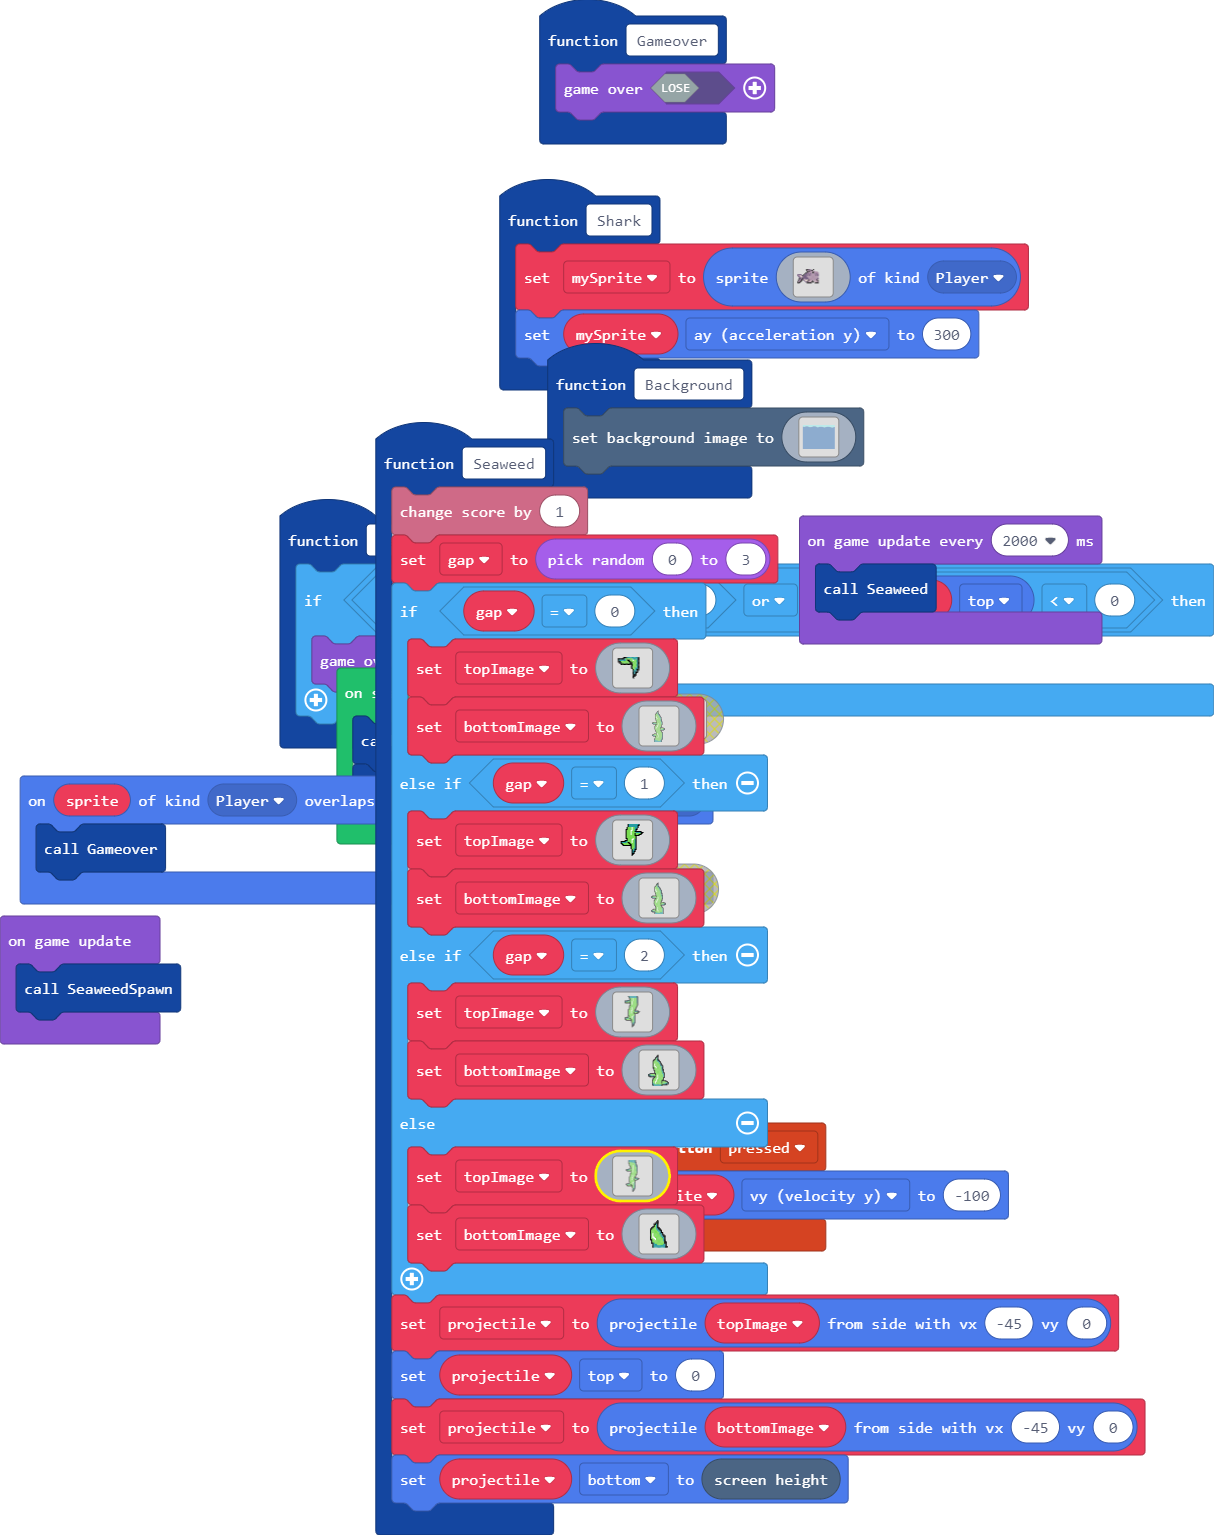 function Gameover
game over LOSE
function Shark
set mySprite to sprite of kind Player
set mySprite ay (acceleration y) to 300
function Background
set background image to
function Seaweed
change score by 1
set gap to pick random 0 to 3
function
on game update every 2000 ms
call Seaweed
if or top < 0 then
if gap = 0 then
set topImage to
game
set bottomImage to
on
else if gap = 1 then
on sprite of kind Player overlaps
set topImage to
call Gameover
set bottomImage to
on game update
else if gap = 2 then
call SeaweedSpawn
set topImage to
set bottomImage to
else
pressed
set topImage to
vy (velocity y) to -100
set bottomImage to
set projectile to projectile topImage from side with vx -45 vy 0
set projectile top to 0
set projectile to projectile bottomImage from side with vx -45 vy 0
set projectile bottom to screen height